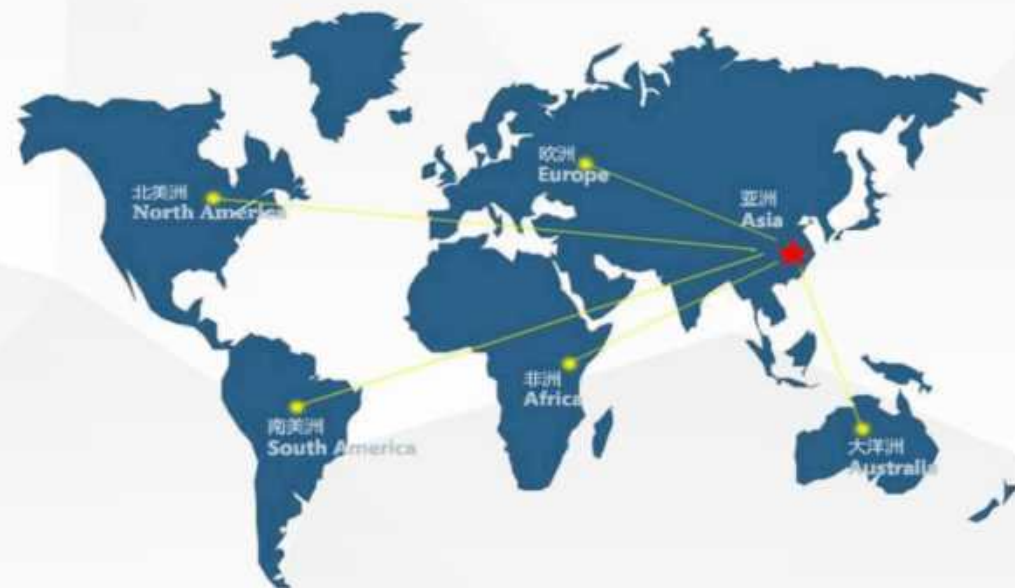 欧洲
Europe
北美洲
North America
亚洲
Asia
非洲
Africa
南美洲
South America
大洋洲
Australia